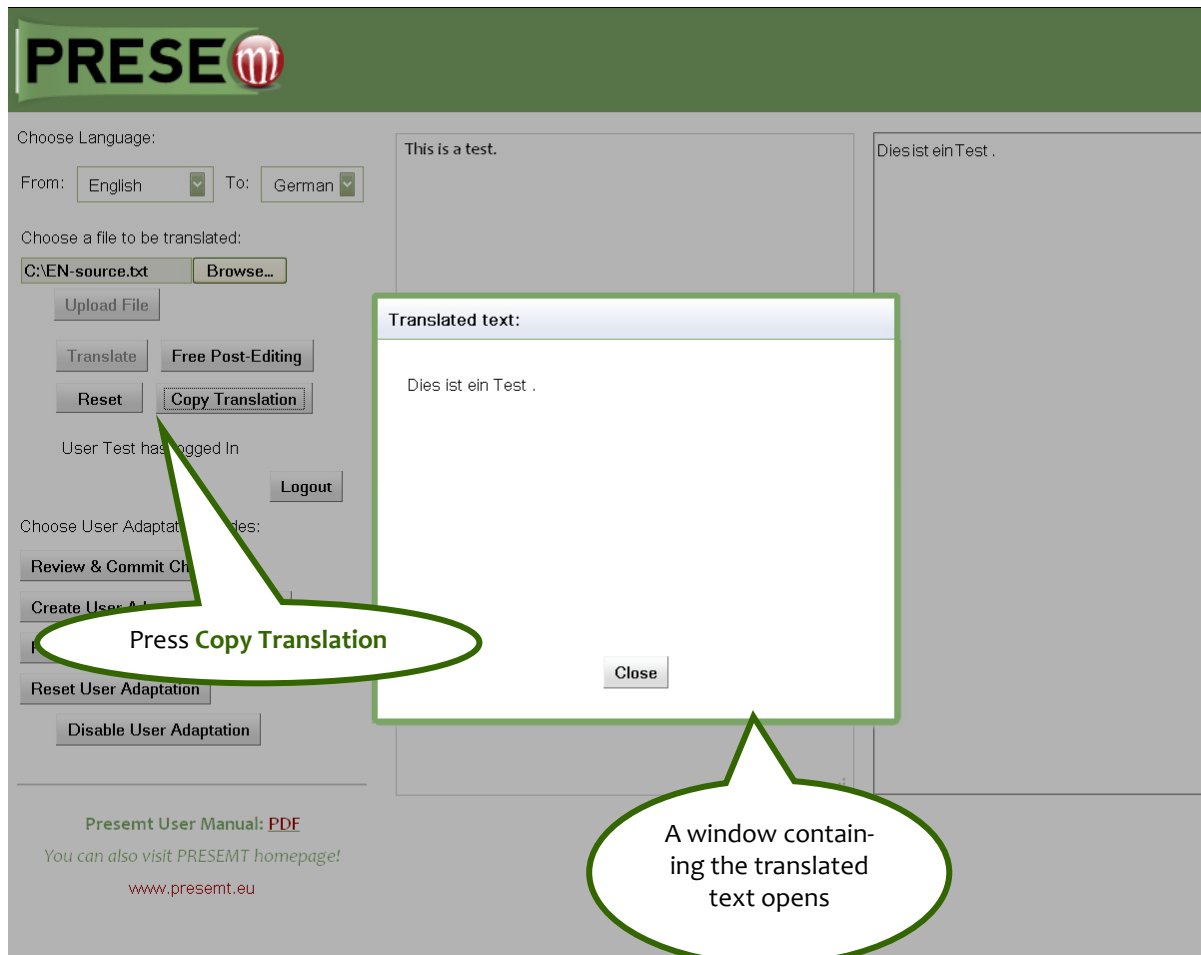 PRESEmt
Choose Language:
From: English To: German
Choose a file to be translated:
C:\EN-source.txt Browse...
Upload File
Translate Free Post-Editing
Reset Copy Translation
User Test has logged In
Logout
Choose User Adaptat des:
Review & Commit Ch
Create User
Reset User Adaptation
Disable User Adaptation
Presemt User Manual: PDF
You can also visit PRESEMT homepage!
www.presemt.eu
This is a test.
Dies ist ein Test .
Translated text:
Dies ist ein Test .
Close
Press Copy Translation
A window contain-
ing the translated
text opens